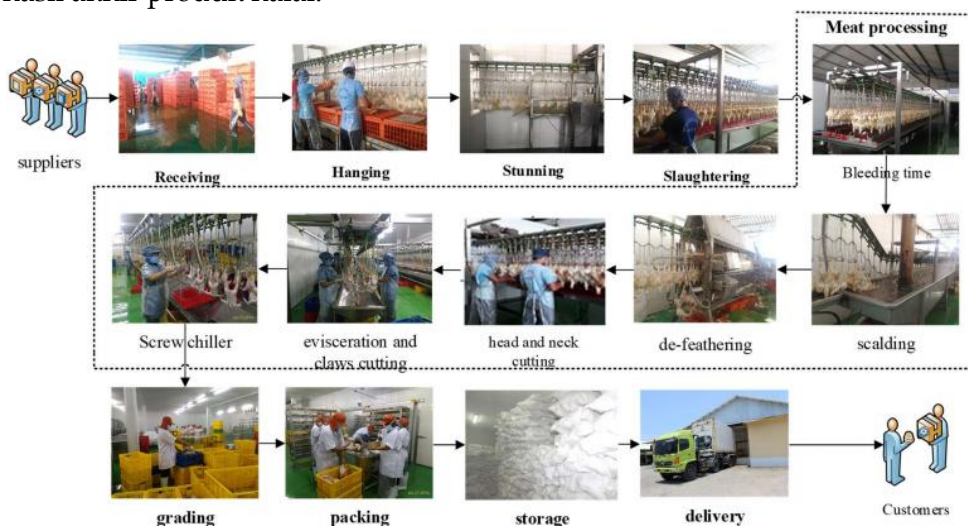 Meat processing
suppliers
Receiving
Hanging
Stunning
Slaughtering
Bleeding time
Screw chiller
evisceration and
claws cutting
head and neck
cutting
de-feathering
scalding
grading
packing
storage
delivery
Customers